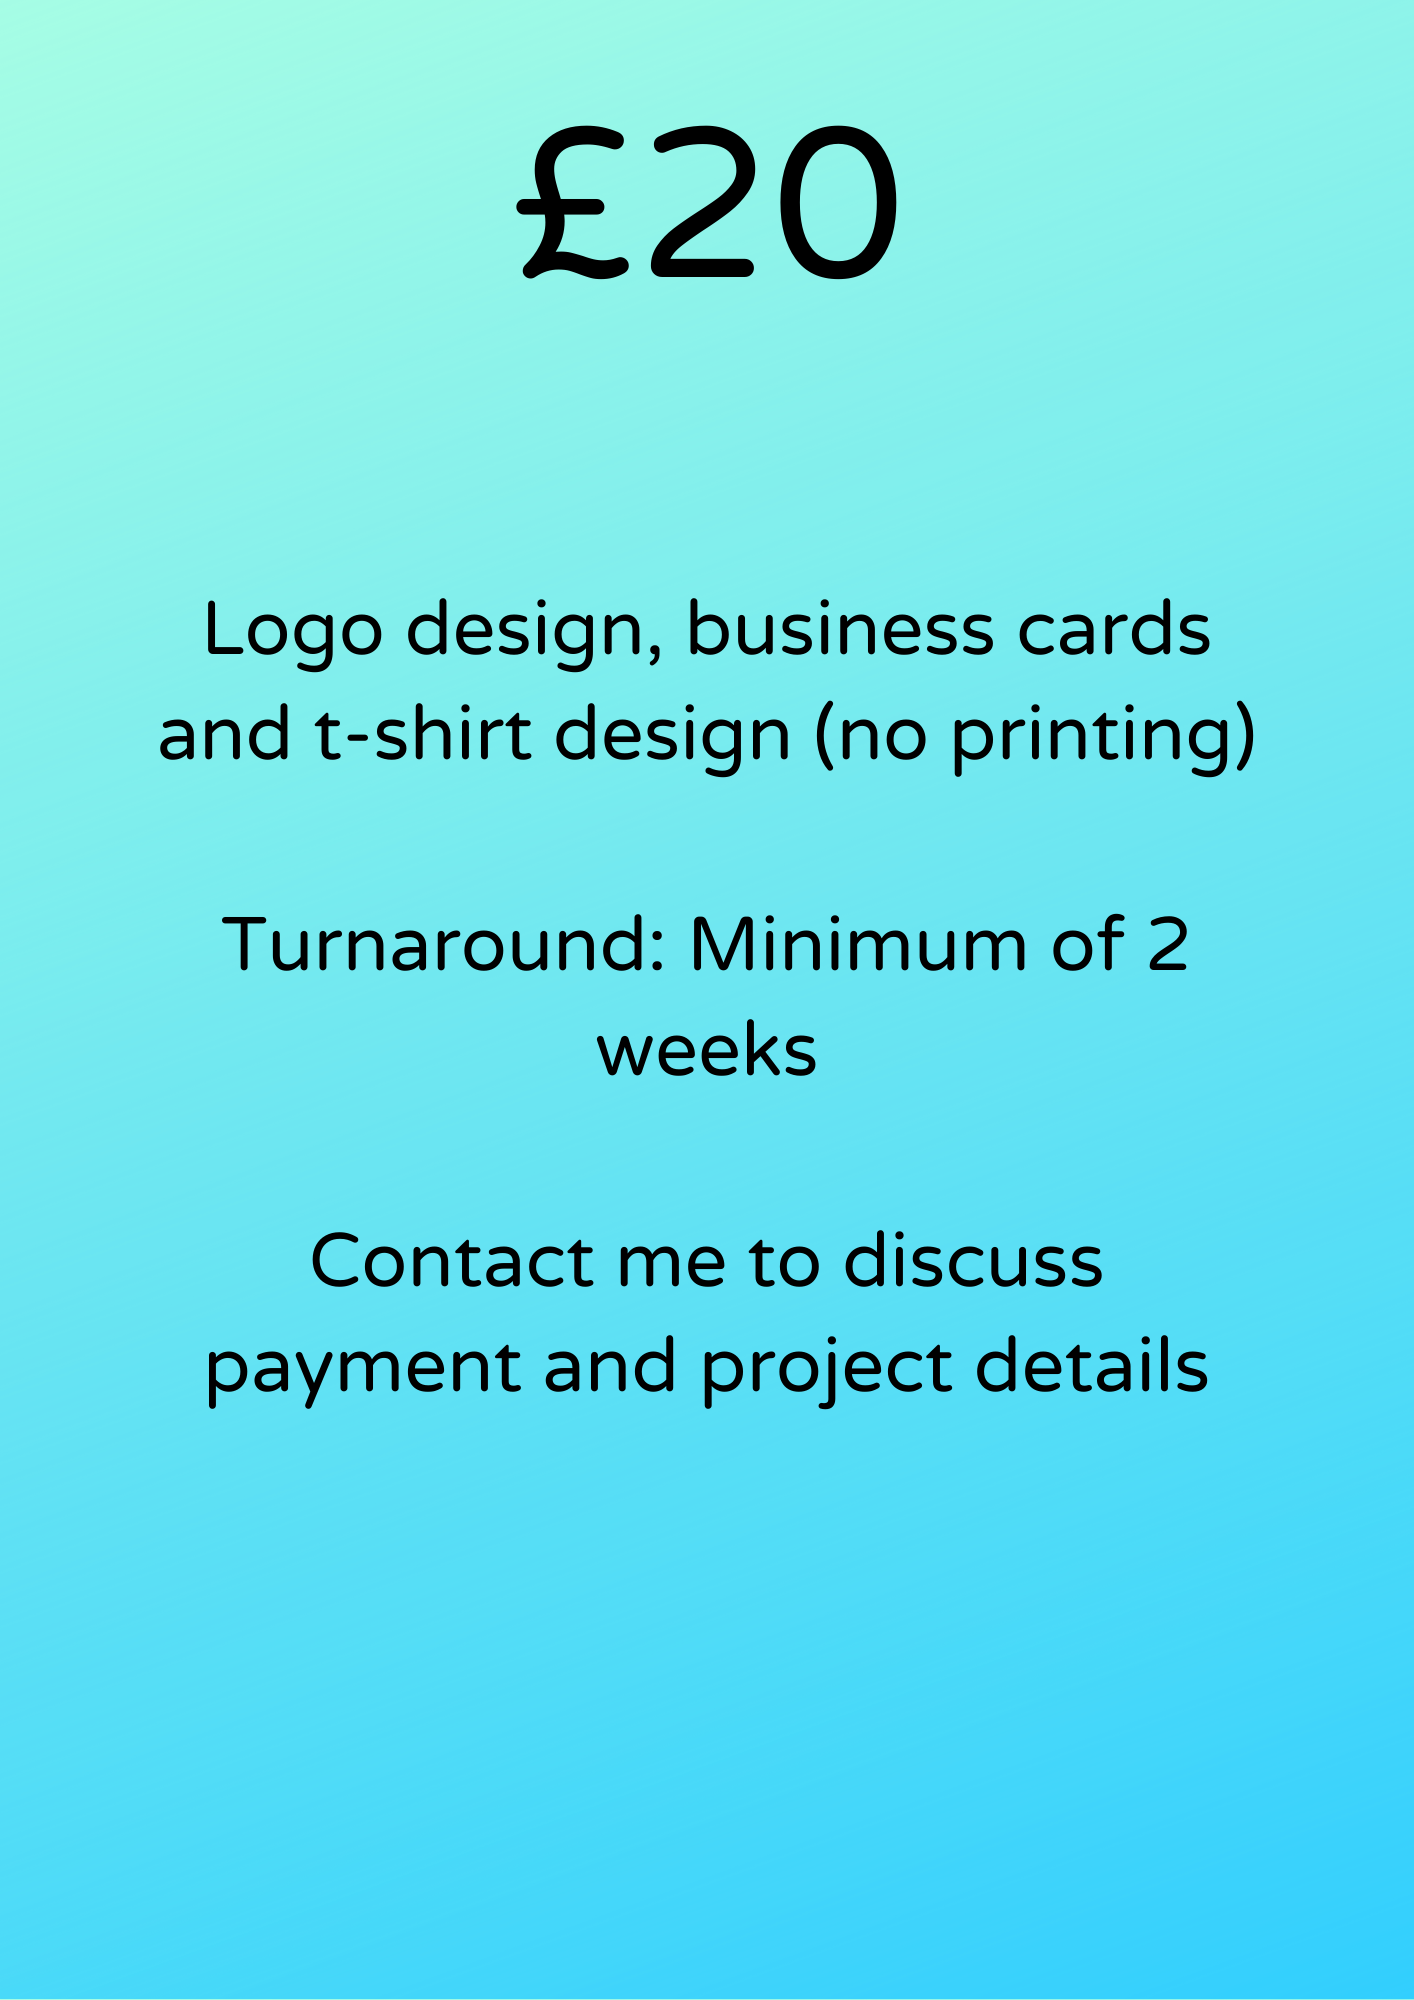 £20
Logo design, business cards
and t-shirt design (no printing)
Turnaround: Minimum of 2
weeks
Contact me to discuss
payment and project details